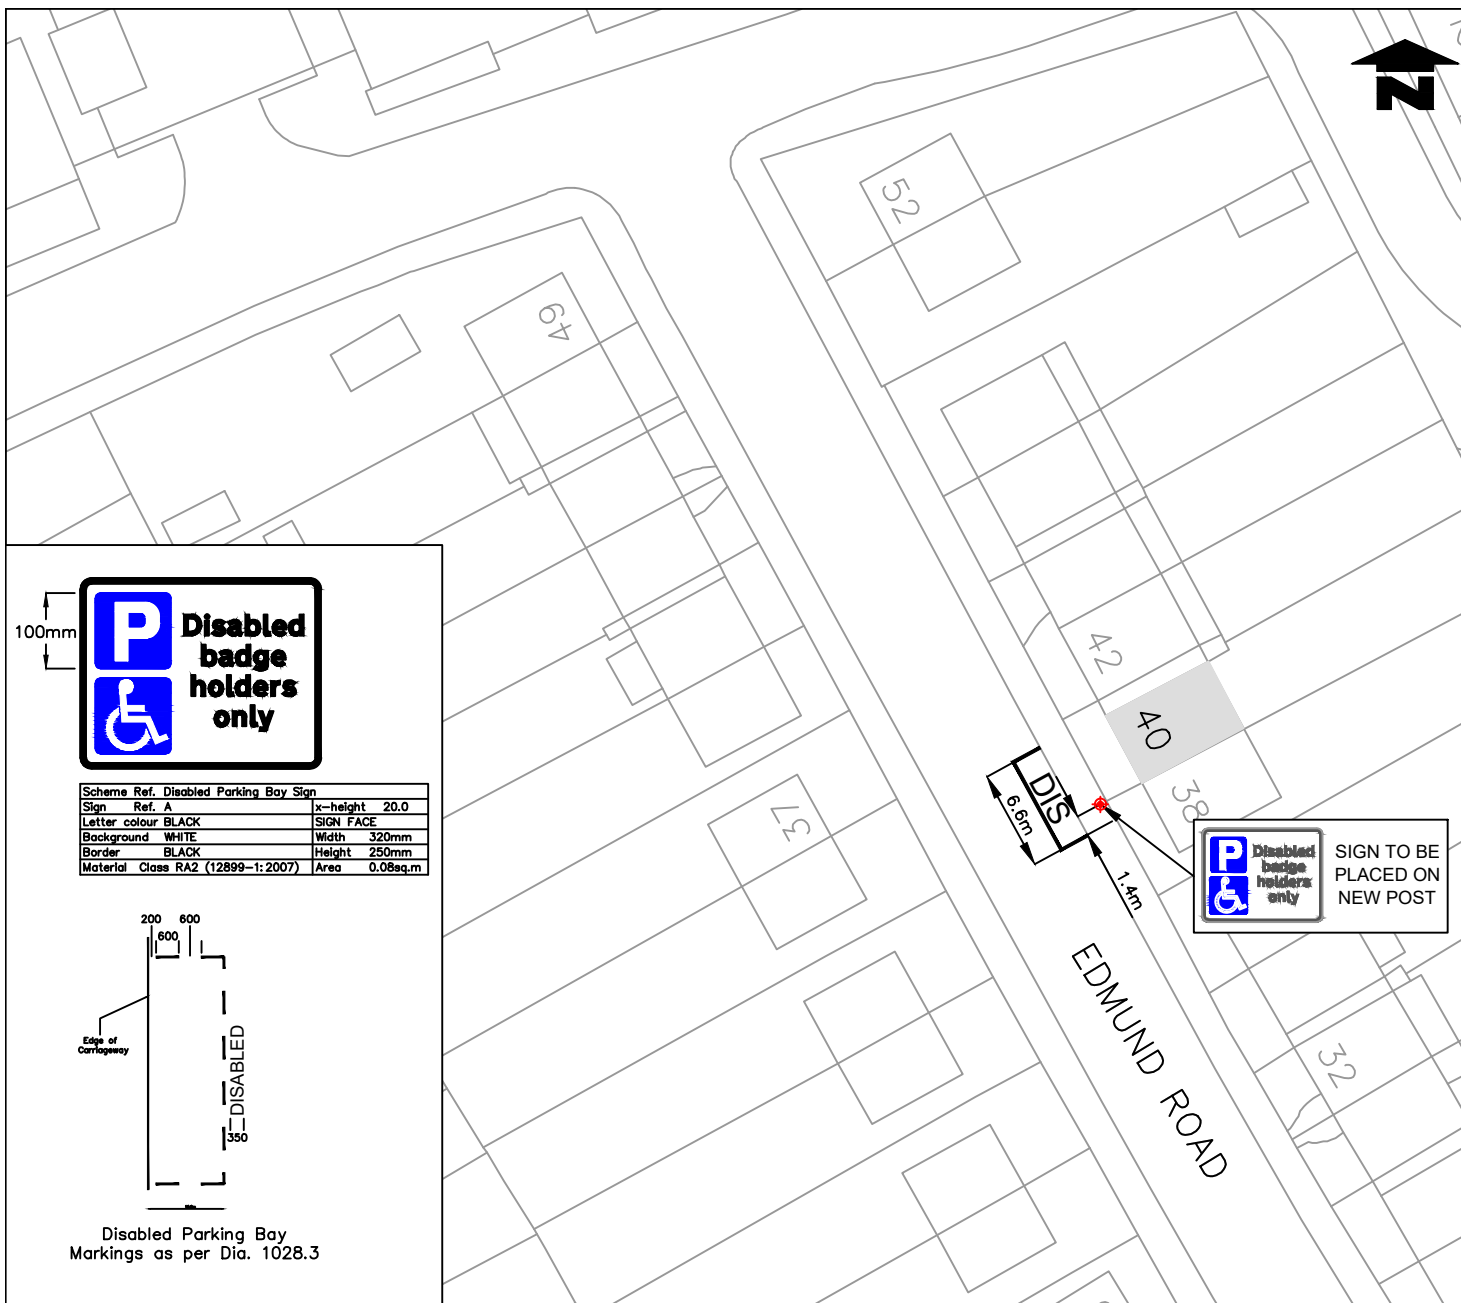 N
52
49
42
40
38
37
32
DIS
6.6m
1.4m
EDMUND ROAD
P Disabled
badge
holders
only
SIGN TO BE
PLACED ON
NEW POST
100mm
P Disabled
badge
holders
only
Scheme Ref. Disabled Parking Bay Sign
Sign Ref. A x-height 20.0
Letter colour BLACK SIGN FACE
Background WHITE Width 320mm
Border BLACK Height 250mm
Material Class RA2 (12899-1:2007) Area 0.08sq.m
200 600
600
Edge of
Carriageway
DISABLED
350
Disabled Parking Bay
Markings as per Dia. 1028.3